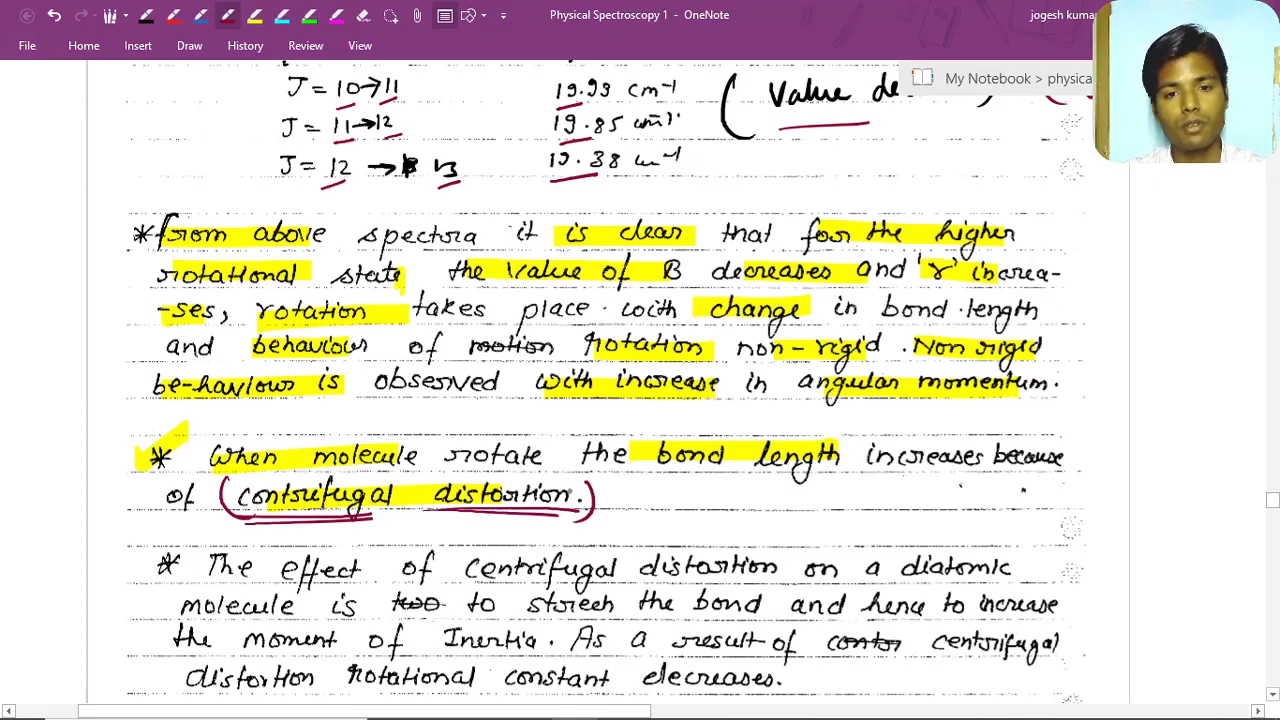 Physical Spectroscopy 1 - OneNote
jogesh kumar
File Home Insert Draw History Review View
My Notebook > physica
J = 10→11 19.93 cm⁻¹ ( Value de
J = 11→12 19.85 cm⁻¹
J = 12 → 13 19.38 cm⁻¹
*from above spectra it is clear that for the higher
rotational state the value of B decreases and 'r' increa-
-ses, rotation takes place with change in bond length
and behaviour of motion rotation non-rigid. Non rigid
be-haviour is observed with increase in angular momentum.
* When molecule rotate the bond length increases because
of (centrifugal distortion.)
* The effect of centrifugal distortion on a diatomic
molecule is two to streeh the bond and hence to increase
the moment of Inertia. As a result of contr centrifugal
distortion rotational constant decreases.